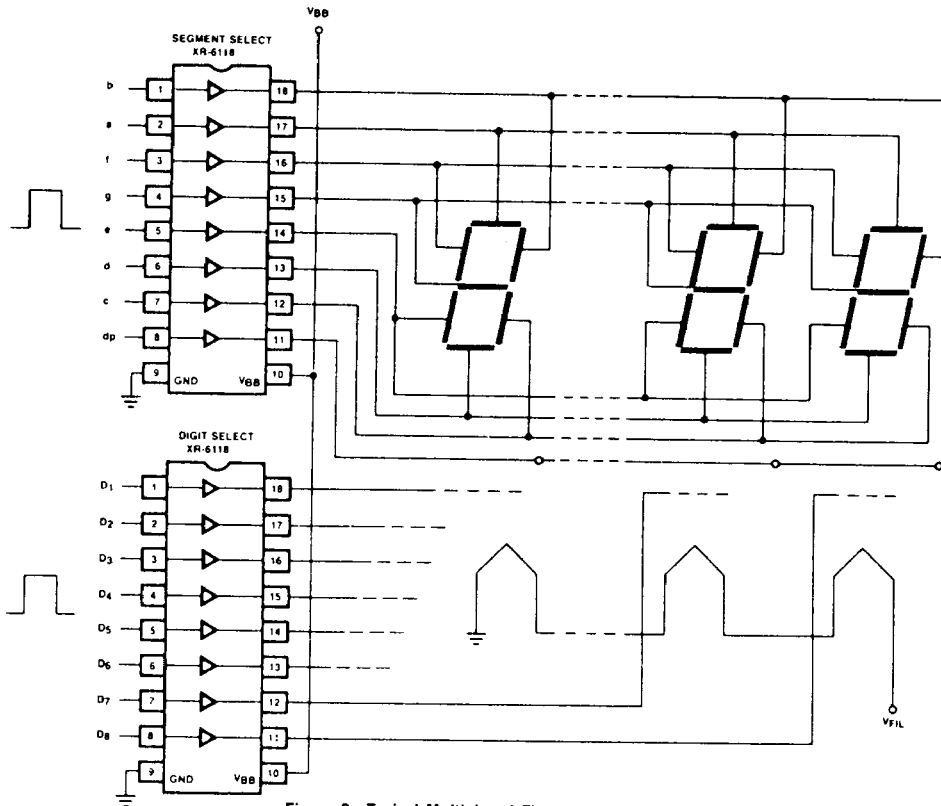 VBB
SEGMENT SELECT
XR-6118
b 1 18
a 2 17
f 3 16
g 4 15
e 5 14
d 6 13
c 7 12
dp 8 11
9 GND VBB 10
DIGIT SELECT
XR-6118
D1 1 18
D2 2 17
D3 3 16
D4 4 15
D5 5 14
D6 6 13
D7 7 12
D8 8 11
9 GND VBB 10
VFIL